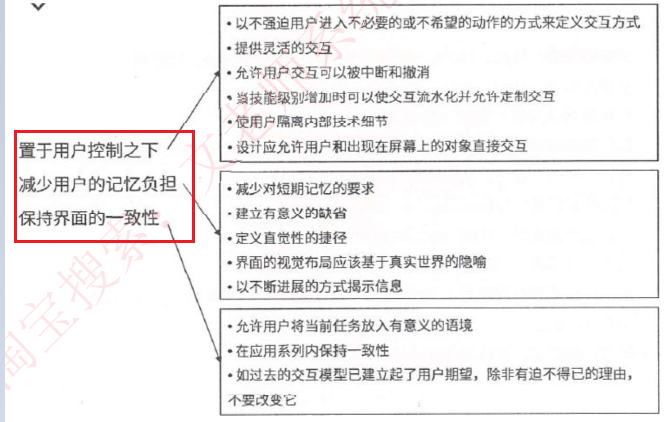 • 以不强迫用户进入不必要的或不希望的动作的方式来定义交互方式
• 提供灵活的交互
• 允许用户交互可以被中断和撤消
• 当技能级别增加时可以使交互流水化并允许定制交互
• 使用户隔离内部技术细节
• 设计应允许用户和出现在屏幕上的对象直接交互
置于用户控制之下
减少用户的记忆负担
保持界面的一致性
• 减少对短期记忆的要求
• 建立有意义的缺省
• 定义直觉性的捷径
• 界面的视觉布局应该基于真实世界的隐喻
• 以不断进展的方式揭示信息
• 允许用户将当前任务放入有意义的语境
• 在应用系列内保持一致性
• 如过去的交互模型已建立起了用户期望，除非有迫不得已的理由，
不要改变它
淘宝搜索：文老师系统